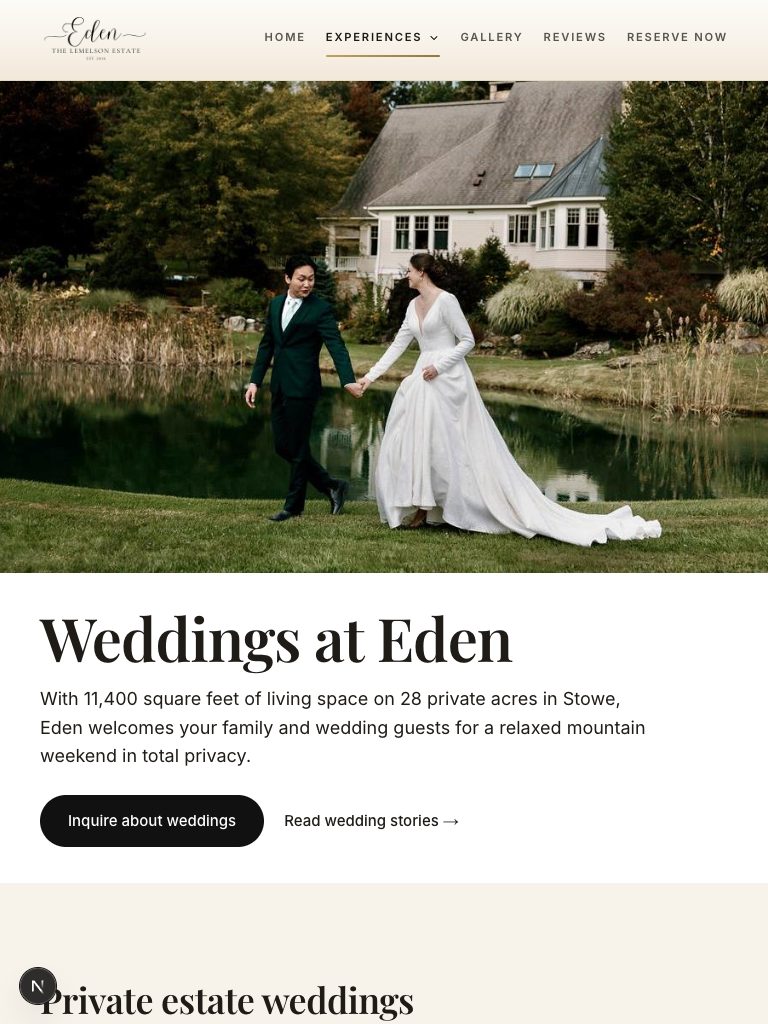 Eden
THE LEMELSON ESTATE
HOME EXPERIENCES GALLERY REVIEWS RESERVE NOW
Weddings at Eden
With 11,400 square feet of living space on 28 private acres in Stowe,
Eden welcomes your family and wedding guests for a relaxed mountain
weekend in total privacy.
Inquire about weddings Read wedding stories →
N
Private estate weddings